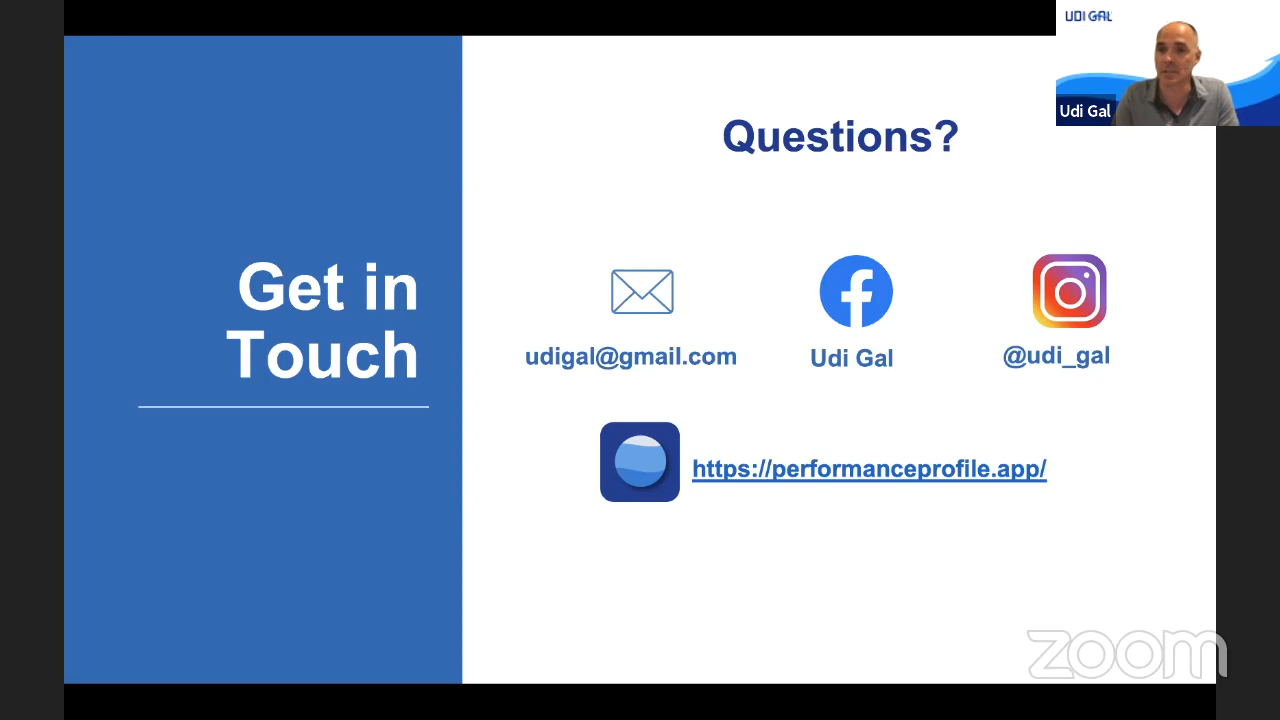 UDI GAL
Udi Gal
Questions?
Get in
Touch
udigal@gmail.com
Udi Gal
@udi_gal
https://performanceprofile.app/
zoom